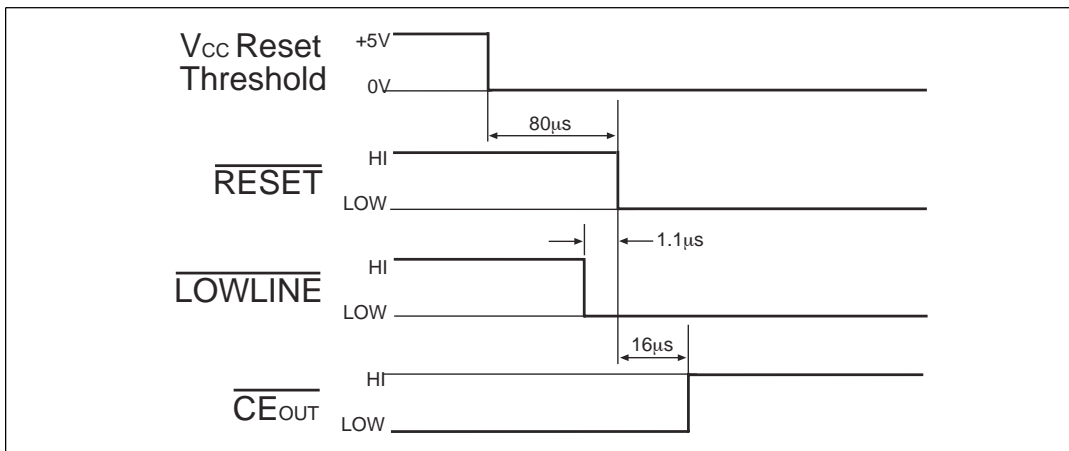 VCC Reset
Threshold
+5V
0V
80μs
RESET
HI
LOW
1.1μs
LOWLINE
HI
LOW
16μs
CEOUT
HI
LOW